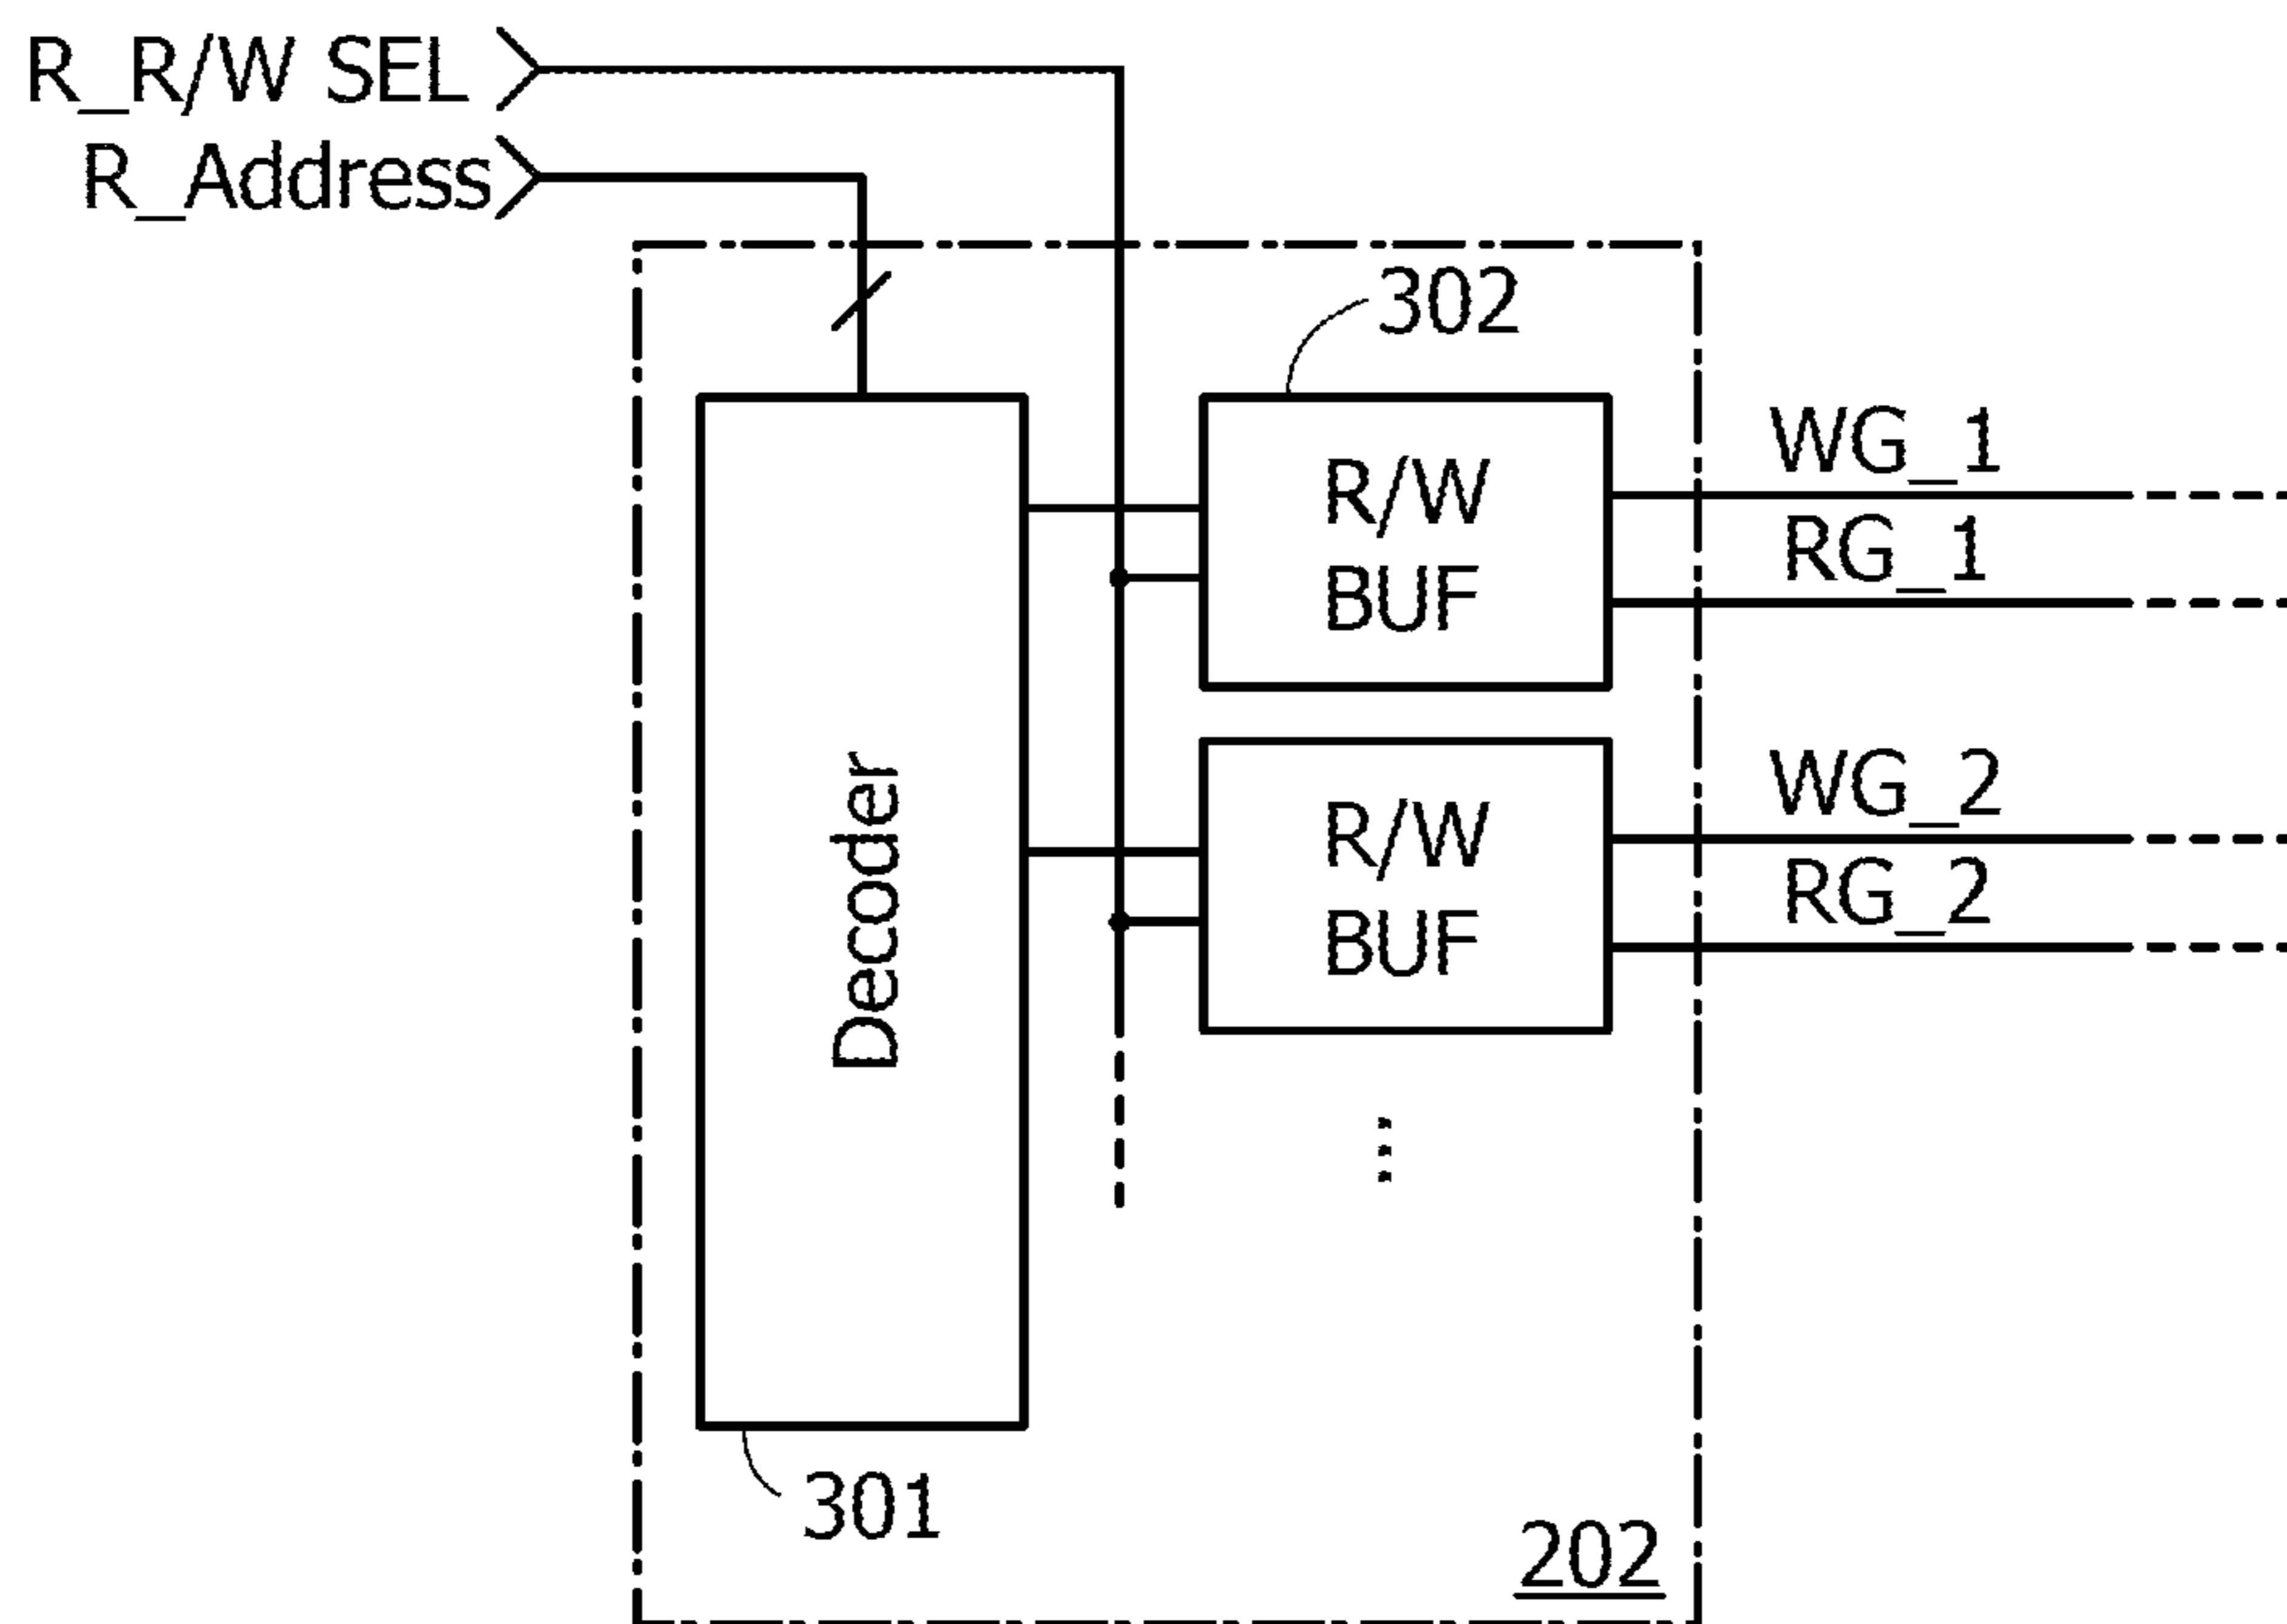 R_R/W SEL
R_Address
302
R/W
BUF
WG_1
RG_1
Decoder
R/W
BUF
WG_2
RG_2
301
202